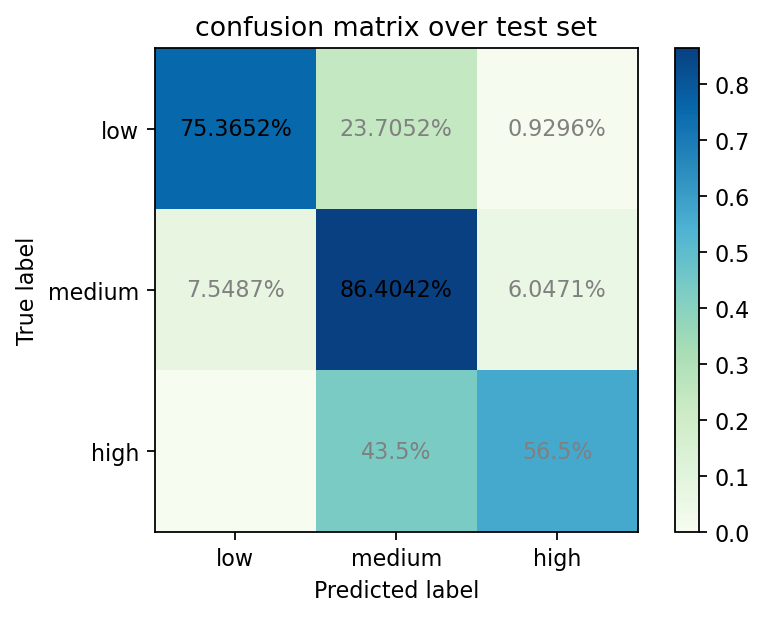 confusion matrix over test set
True label
low
75.3652%
23.7052%
0.9296%
medium
7.5487%
86.4042%
6.0471%
high
43.5%
56.5%
low
medium
high
Predicted label
0.8
0.7
0.6
0.5
0.4
0.3
0.2
0.1
0.0